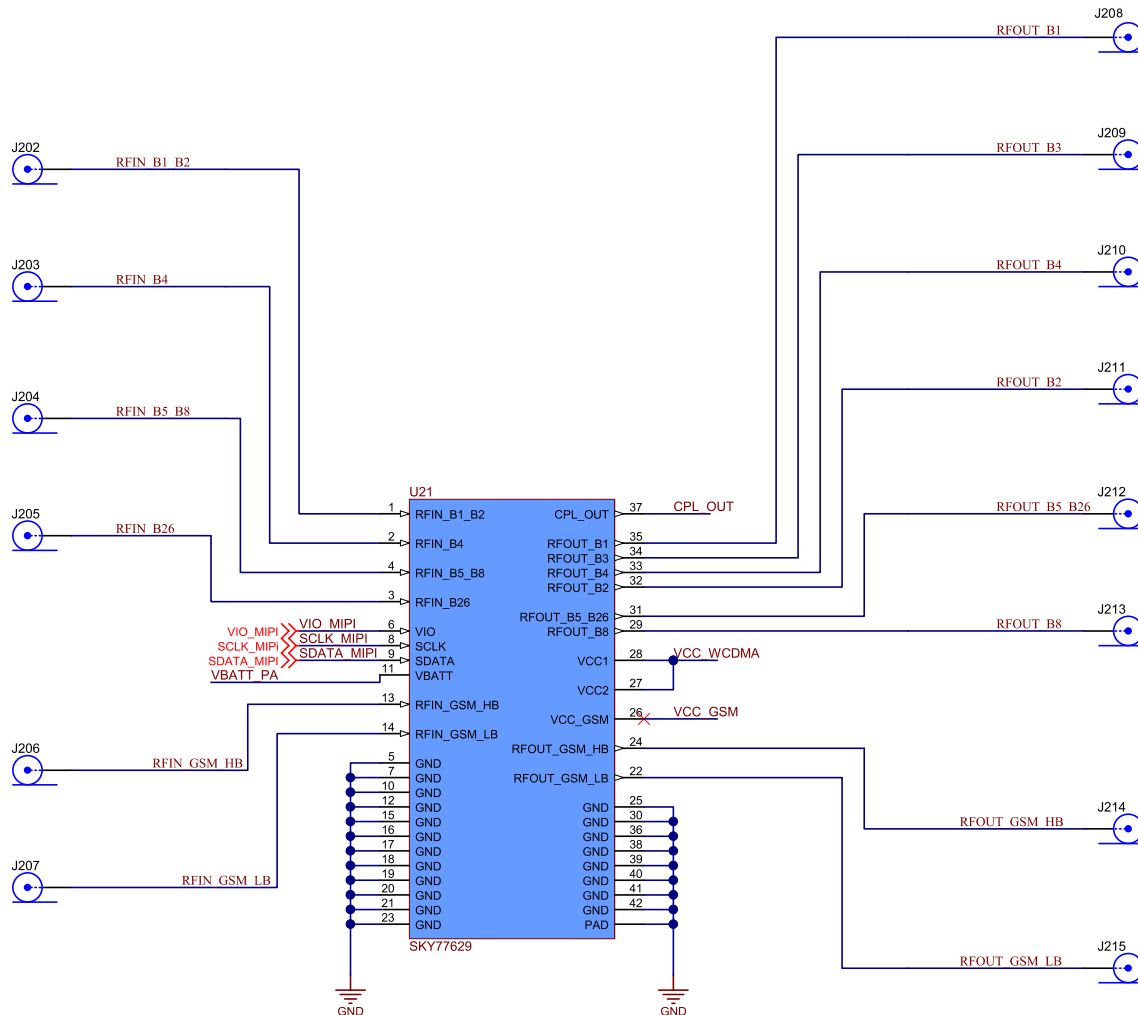 J208
RFOUT_B1
J209
RFOUT_B3
J202
RFIN_B1_B2
J210
RFOUT_B4
J203
RFIN_B4
J211
RFOUT_B2
J204
RFIN_B5_B8
J212
RFOUT_B5_B26
J205
RFIN_B26
U21
1 RFIN_B1_B2 CPL_OUT 37 CPL_OUT
2 RFIN_B4 RFOUT_B1 35
RFOUT_B3 34
4 RFIN_B5_B8 RFOUT_B4 33
RFOUT_B2 32
3 RFIN_B26
RFOUT_B5_B26 31
VIO_MIPI VIO_MIPI 6 VIO RFOUT_B8 29
J213
RFOUT_B8
SCLK_MIPi SCLK_MIPI 8 SCLK
SDATA_MIPI SDATA_MIPI 9 SDATA VCC1 28 VCC_WCDMA
VBATT_PA 11 VBATT
VCC2 27
13 RFIN_GSM_HB
VCC_GSM 26 VCC_GSM
14 RFIN_GSM_LB
RFOUT_GSM_HB 24
J206
RFIN_GSM_HB
5 GND
7 GND RFOUT_GSM_LB 22
10 GND
12 GND GND 25
15 GND GND 30
16 GND GND 36
17 GND GND 38
18 GND GND 39
19 GND GND 40
20 GND GND 41
21 GND GND 42
23 GND PAD
SKY77629
J214
RFOUT_GSM_HB
J207
RFIN_GSM_LB
J215
RFOUT_GSM_LB
GND
GND